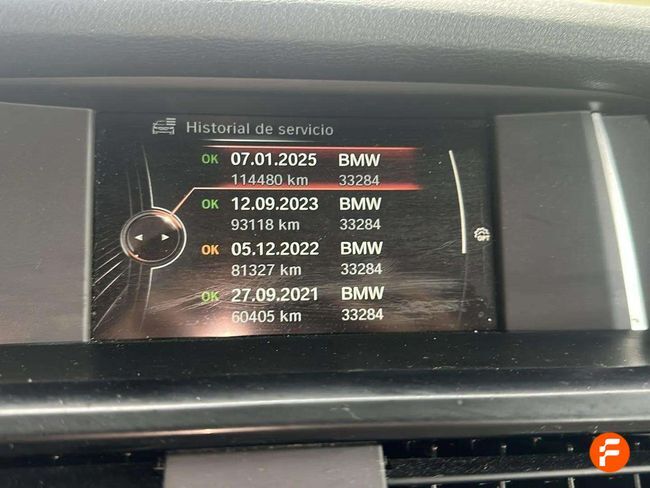 Historial de servicio
OK 07.01.2025 BMW
114480 km 33284
OK 12.09.2023 BMW
93118 km 33284
OK 05.12.2022 BMW
81327 km 33284
OK 27.09.2021 BMW
60405 km 33284
OPT